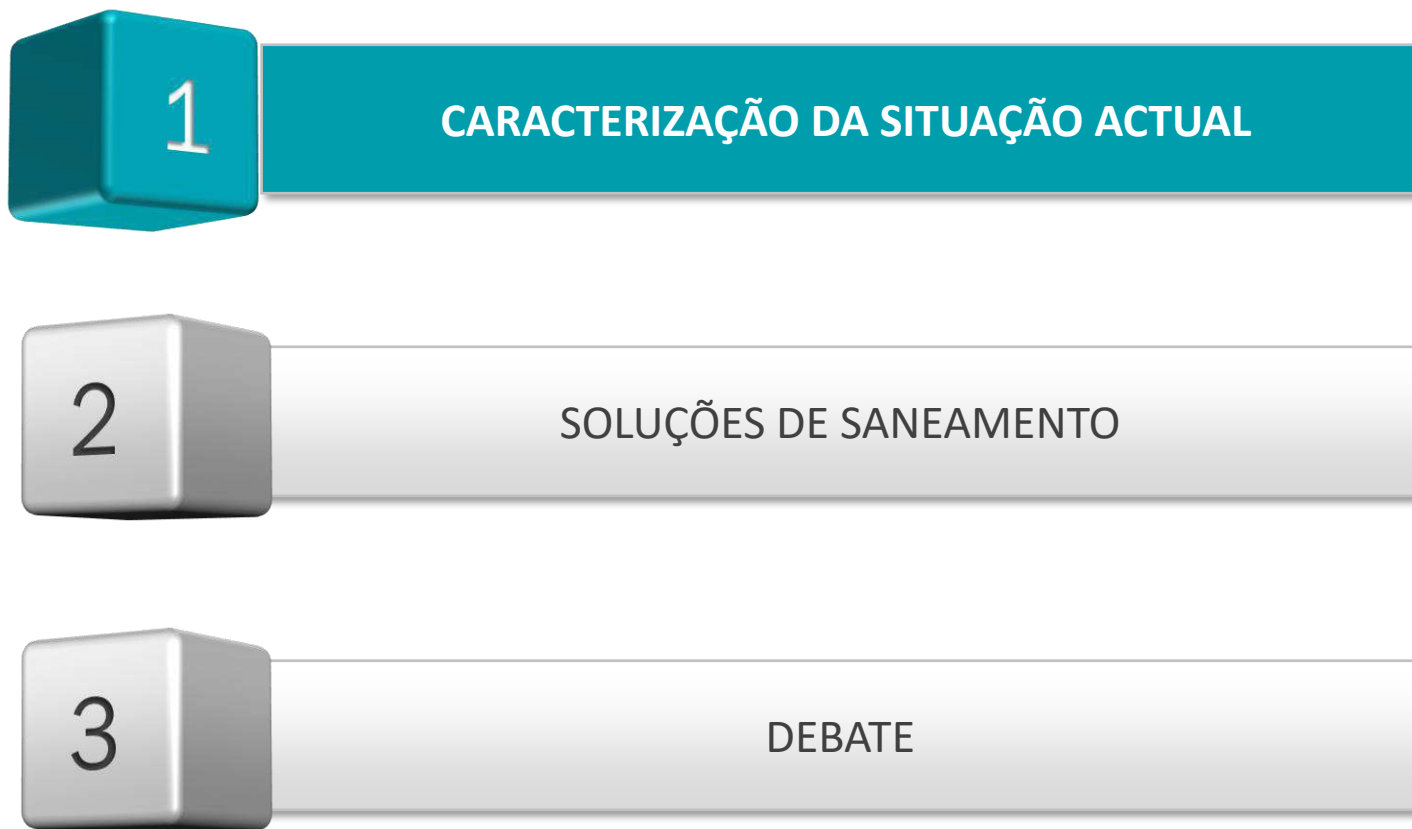 1
CARACTERIZAÇÃO DA SITUAÇÃO ACTUAL
2
SOLUÇÕES DE SANEAMENTO
3
DEBATE